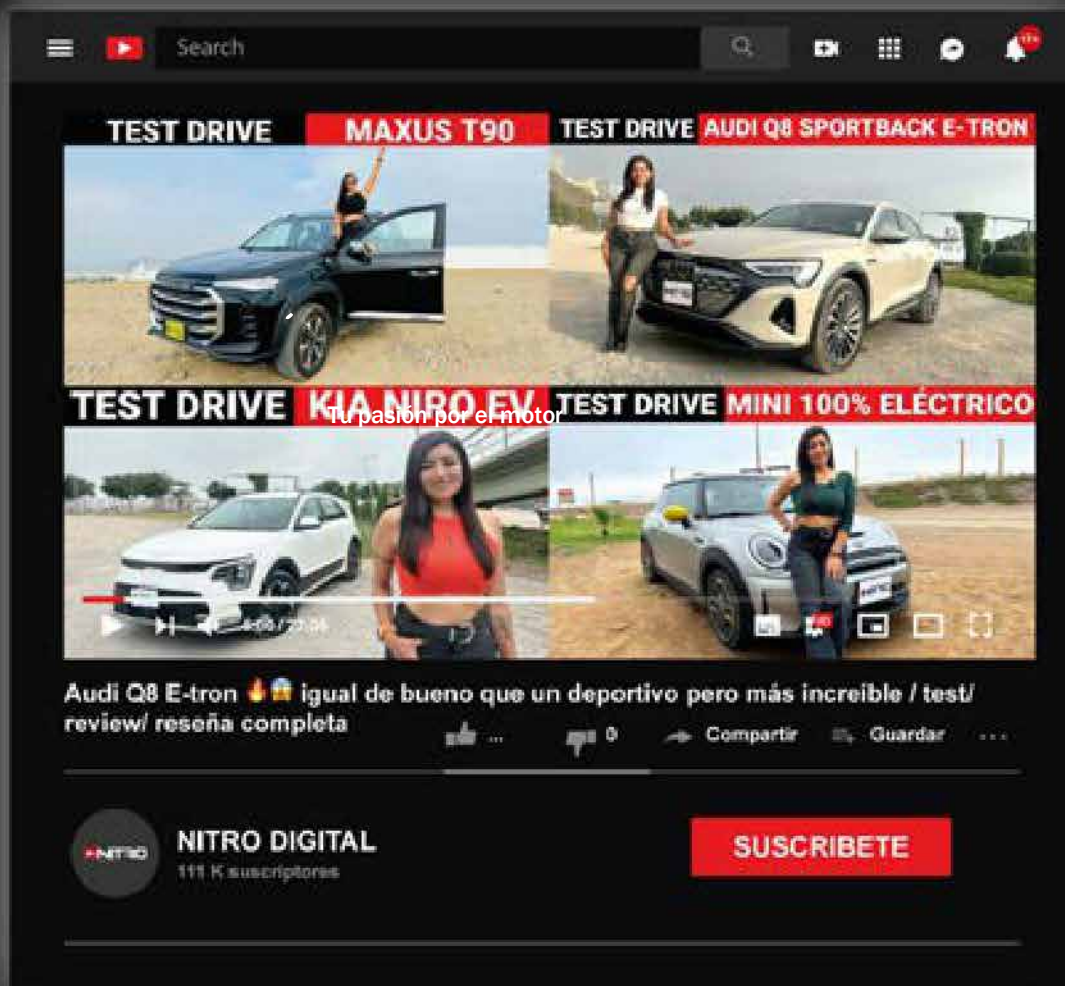 Search
TEST DRIVE MAXUS T90
TEST DRIVE AUDI Q8 SPORTBACK E-TRON
TEST DRIVE KIA NIRO EV
Tu pasión por el motor
TEST DRIVE MINI 100% ELÉCTRICO
Audi Q8 E-tron 🔥😱 igual de bueno que un deportivo pero más increíble / test/
review/ reseña completa
... 0 Compartir Guardar ...
NITRO
NITRO DIGITAL
111 K suscriptores
SUSCRIBETE